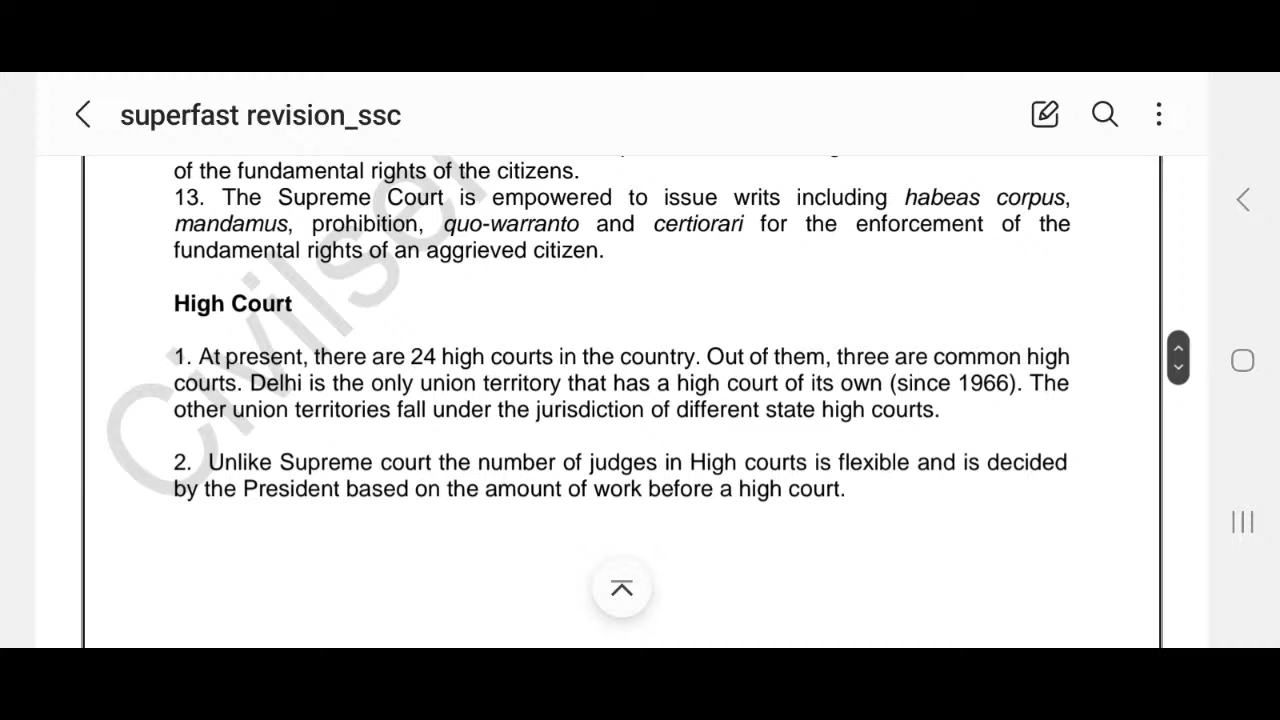 superfast revision_ssc
of the fundamental rights of the citizens.
13. The Supreme Court is empowered to issue writs including habeas corpus,
mandamus, prohibition, quo-warranto and certiorari for the enforcement of the
fundamental rights of an aggrieved citizen.
High Court
1. At present, there are 24 high courts in the country. Out of them, three are common high
courts. Delhi is the only union territory that has a high court of its own (since 1966). The
other union territories fall under the jurisdiction of different state high courts.
2. Unlike Supreme court the number of judges in High courts is flexible and is decided
by the President based on the amount of work before a high court.